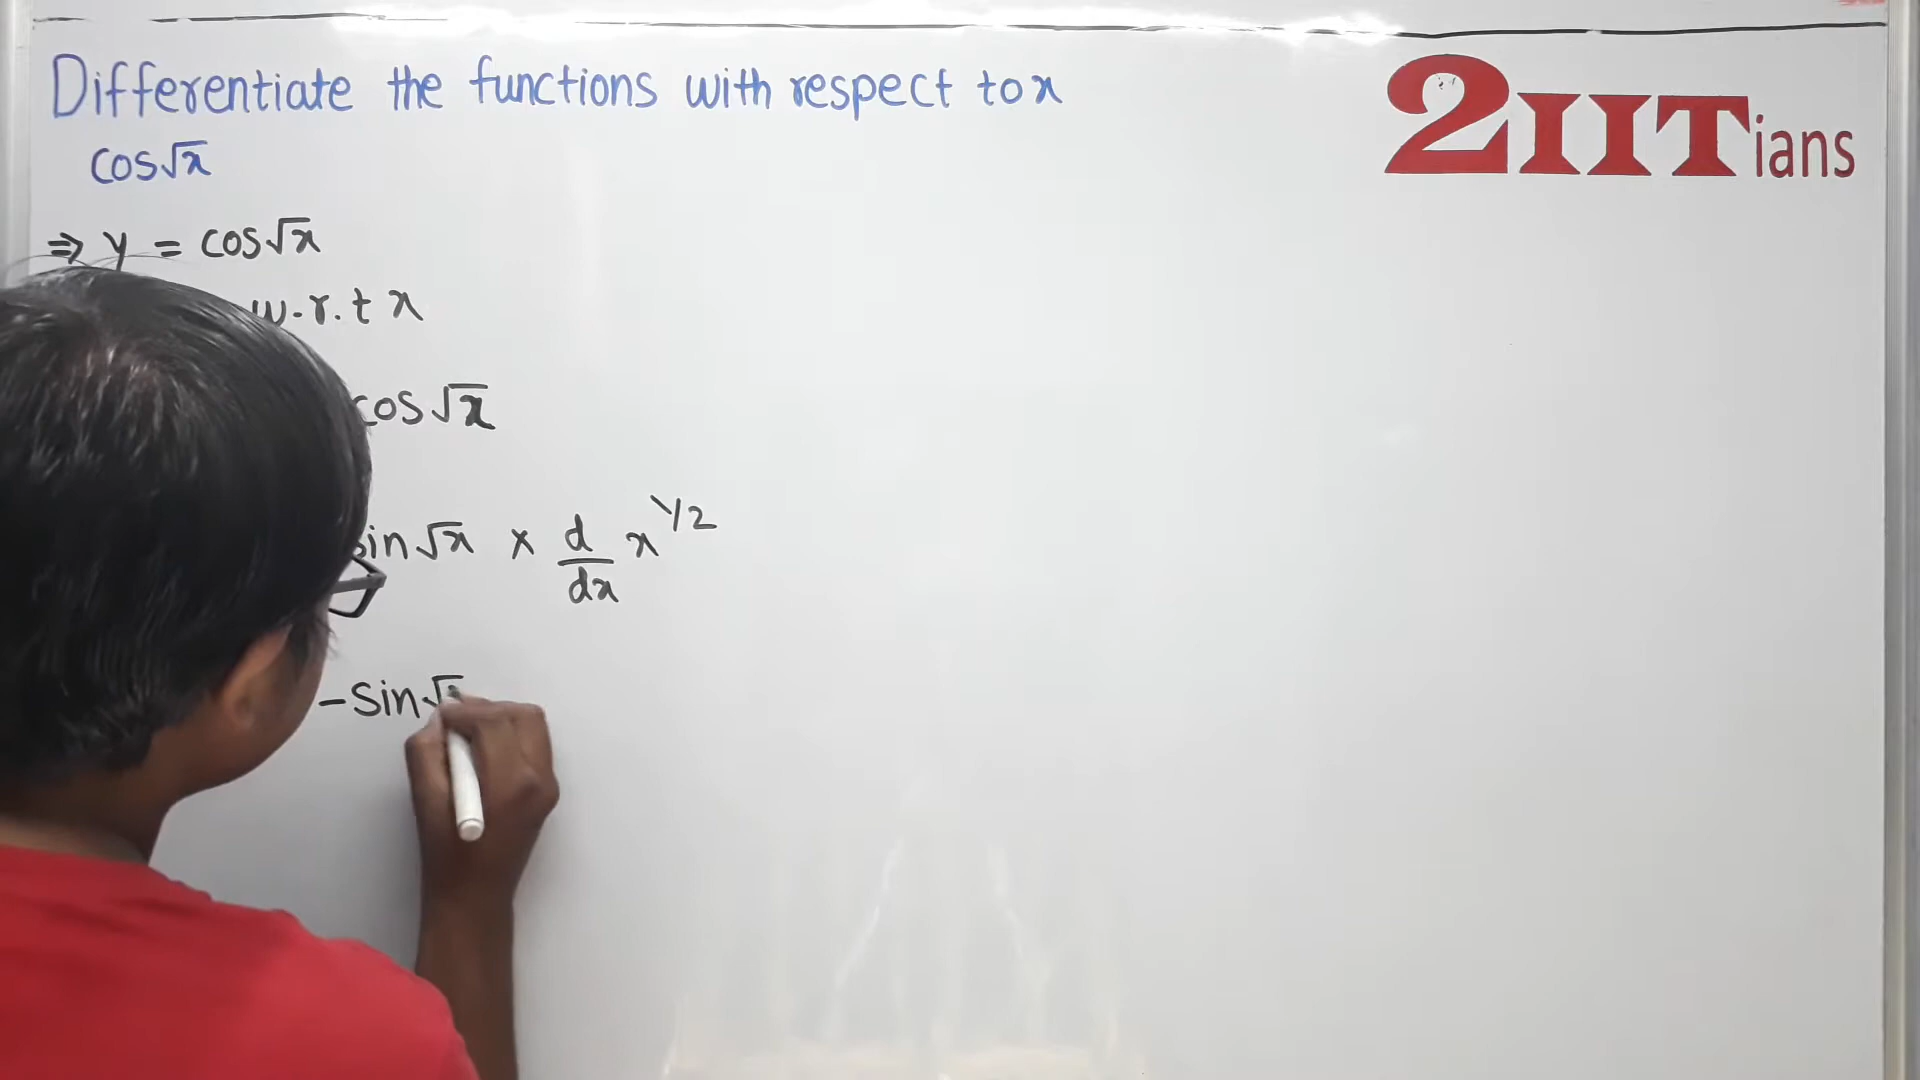 Differentiate the functions with respect to x
2IITians
cos√x
⇒ y = cos√x
w.r.t x
cos√x
sin√x × d/dx x^1/2
-sin√